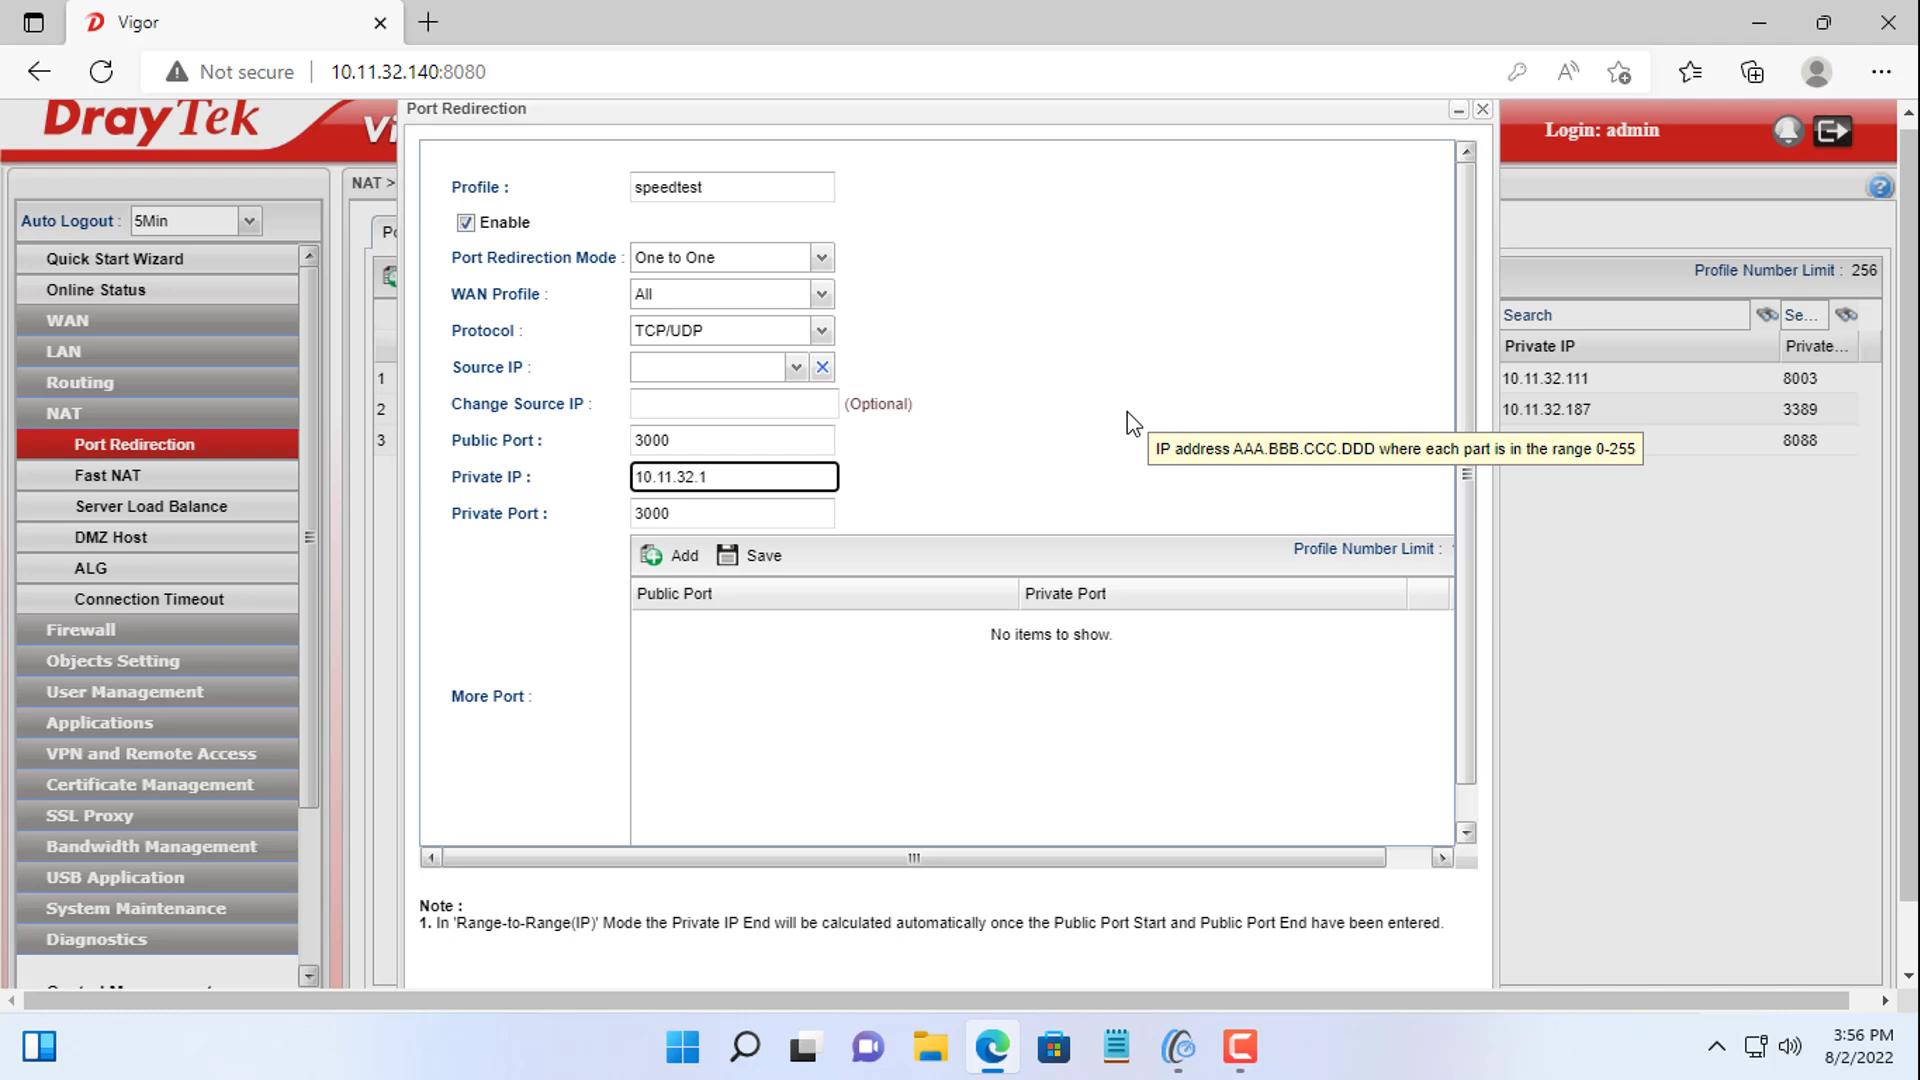 Vigor
Not secure
10.11.32.140:8080
DrayTek
Vi
Port Redirection
Login: admin
Auto Logout :
5Min
Quick Start Wizard
Online Status
WAN
LAN
Routing
NAT
Port Redirection
Fast NAT
Server Load Balance
DMZ Host
ALG
Connection Timeout
Firewall
Objects Setting
User Management
Applications
VPN and Remote Access
Certificate Management
SSL Proxy
Bandwidth Management
USB Application
System Maintenance
Diagnostics
NAT >
1
2
3
Profile :
speedtest
Enable
Port Redirection Mode :
One to One
WAN Profile :
All
Protocol :
TCP/UDP
Source IP :
Change Source IP :
(Optional)
Public Port :
3000
Private IP :
10.11.32.1
Private Port :
3000
Add
Save
Profile Number Limit :
Public Port
Private Port
No items to show.
More Port :
IP address AAA.BBB.CCC.DDD where each part is in the range 0-255
Note :
1. In 'Range-to-Range(IP)' Mode the Private IP End will be calculated automatically once the Public Port Start and Public Port End have been entered.
Profile Number Limit : 256
Search
Se...
Private IP
Private...
10.11.32.111
8003
10.11.32.187
3389
8088
3:56 PM
8/2/2022